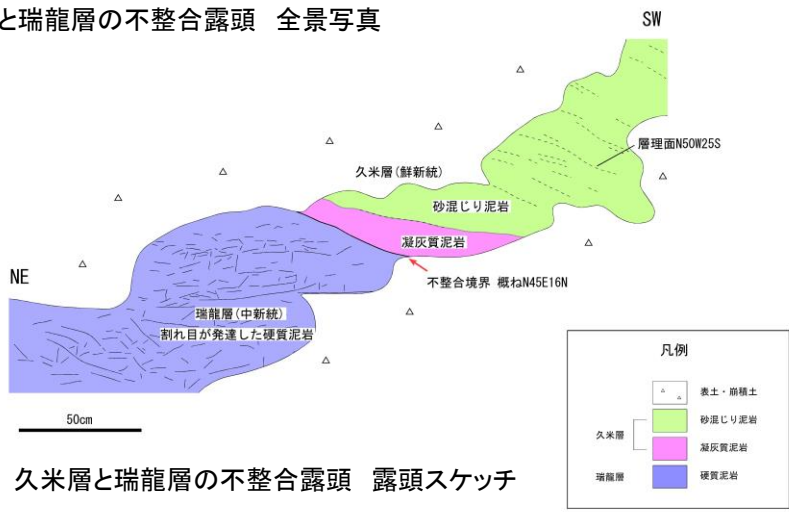 と瑞龍層の不整合露頭 全景写真
SW
層理面N50W25S
久米層(鮮新統)
砂混じり泥岩
凝灰質泥岩
不整合境界 概ねN45E16N
NE
瑞龍層(中新統)
割れ目が発達した硬質泥岩
50cm
凡例
表土・崩積土
久米層
砂混じり泥岩
凝灰質泥岩
瑞龍層
硬質泥岩
久米層と瑞龍層の不整合露頭 露頭スケッチ